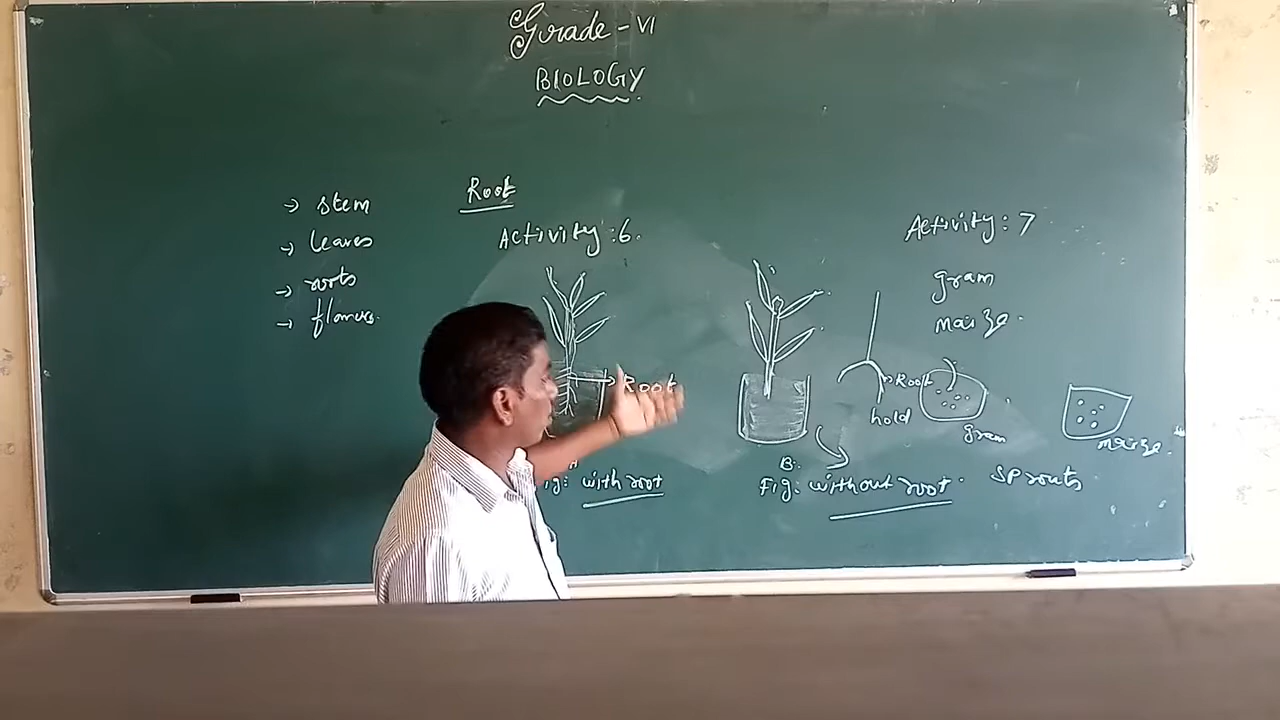 Grade - VI
BIOLOGY
→ stem
→ leaves
→ roots
→ flowers.
Root
Activity : 6.
→ Root
Fig: with root
B.
Fig: without root.
Activity : 7
gram
maize.
→ Root
hold
gram
maize.
sprouts